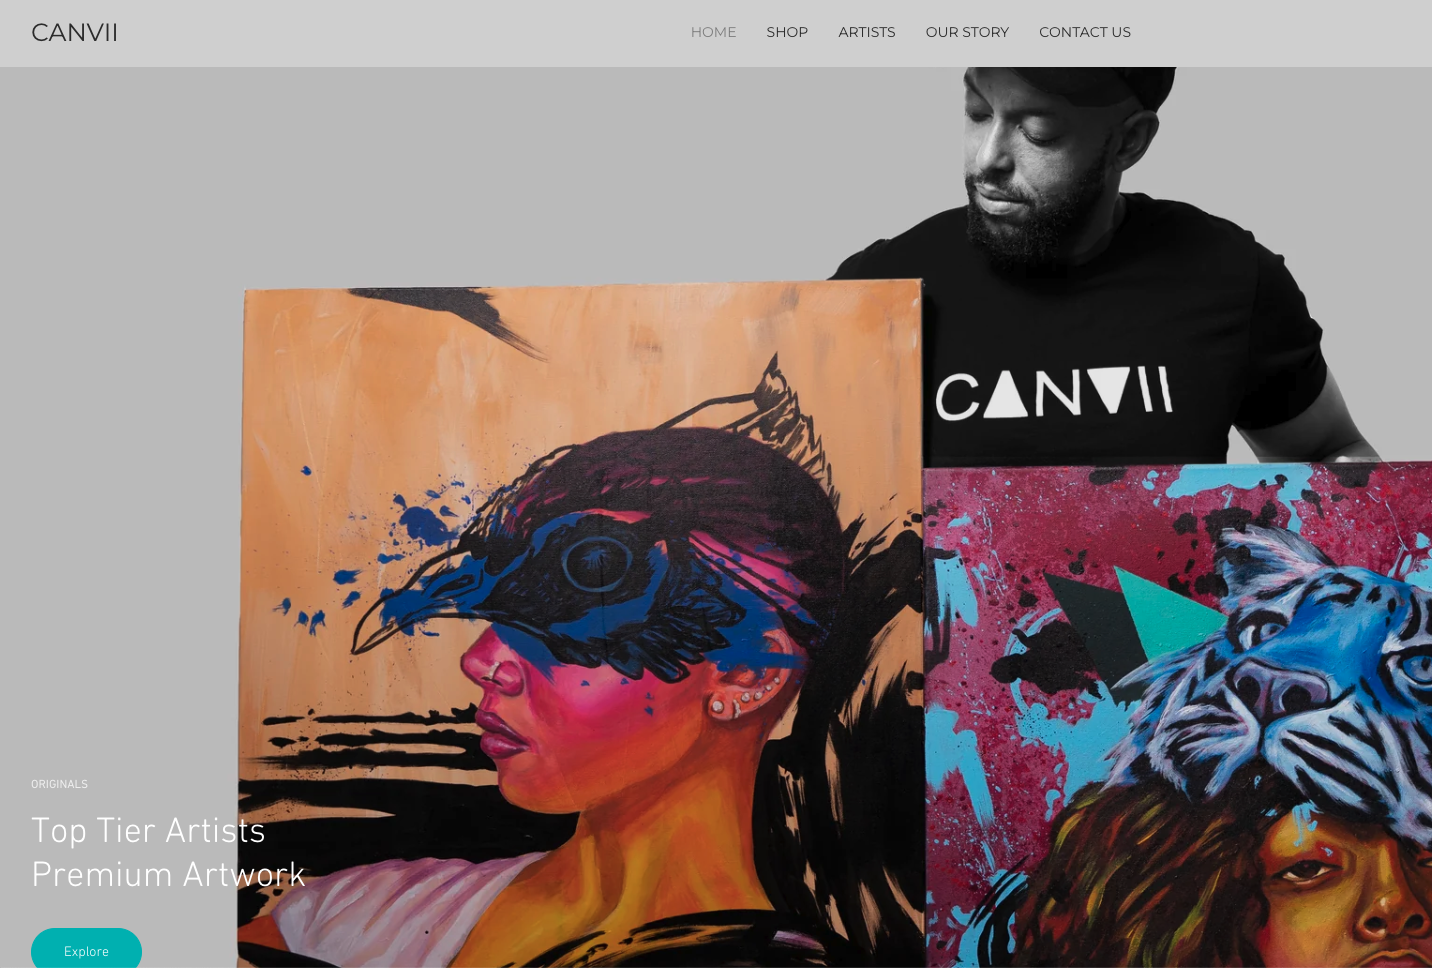 CANVII
HOME SHOP ARTISTS OUR STORY CONTACT US
CANVII
ORIGINALS
Top Tier Artists
Premium Artwork
Explore